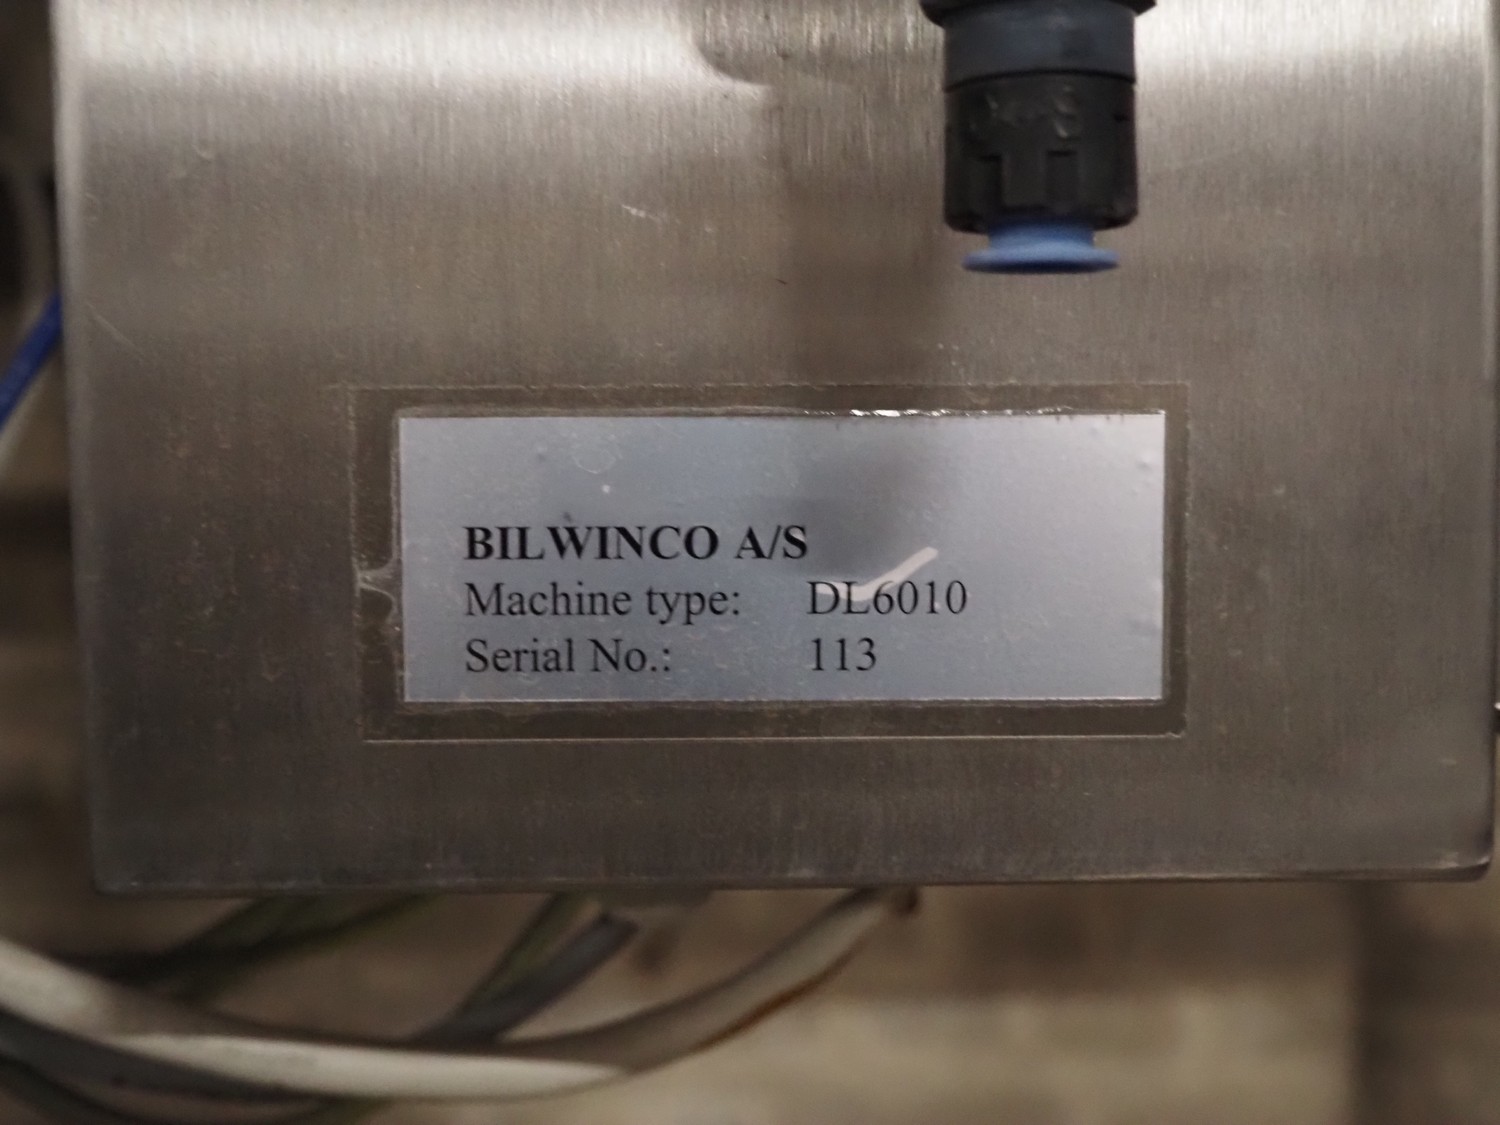 BILWINCO A/S
Machine type: DL6010
Serial No.: 113